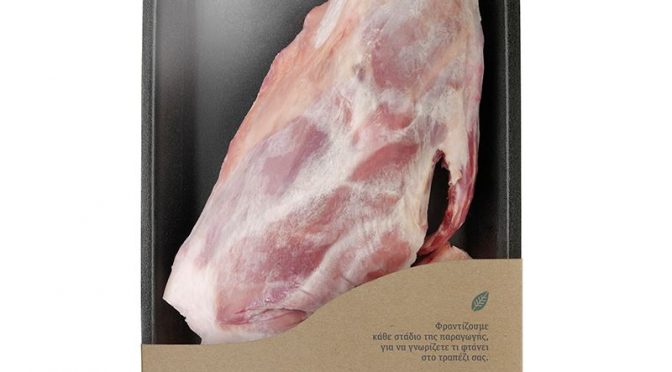 Φροντίζουμε
κάθε στάδιο της παραγωγής,
για να γνωρίζετε τι φτάνει
στο τραπέζι σας.